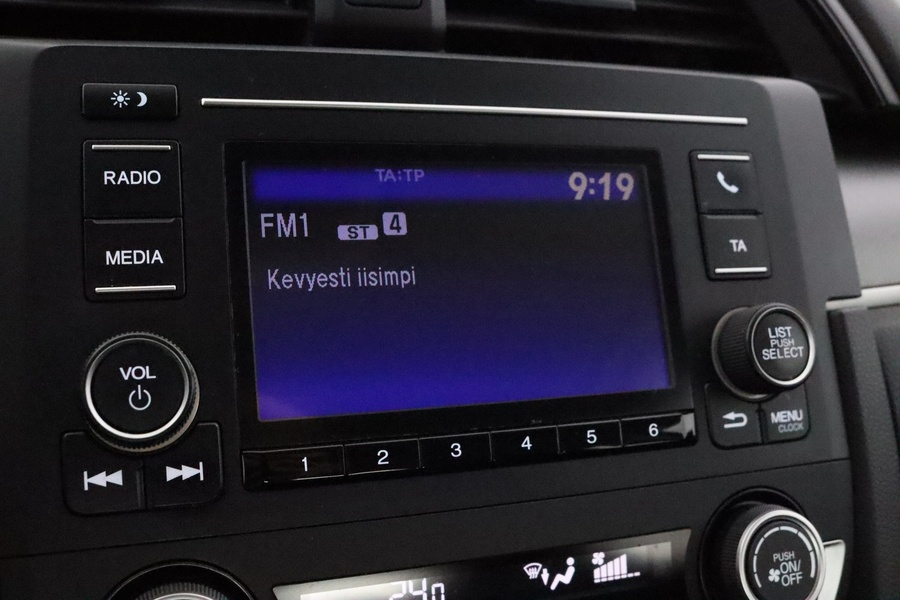 RADIO
MEDIA
VOL
TA:TP
9:19
FM1 ST 4
Kevyesti iisimpi
1 2 3 4 5 6
TA
LIST
PUSH
SELECT
MENU
CLOCK
PUSH
ON/
OFF